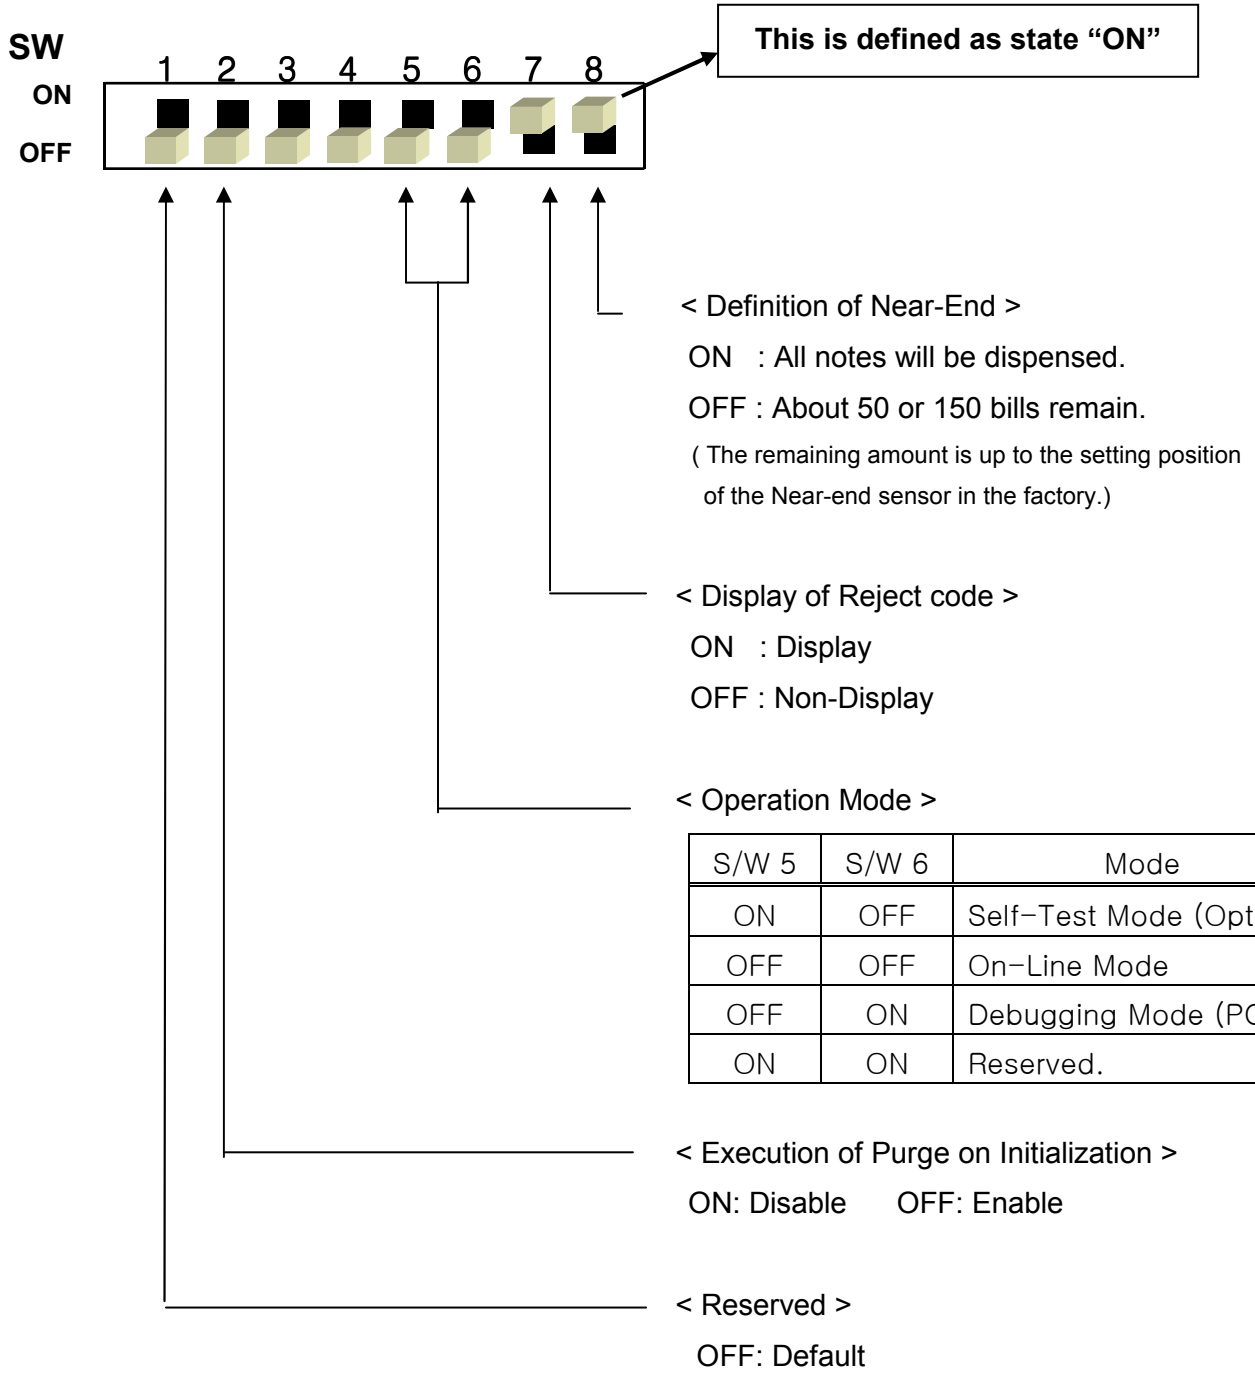 This is defined as state “ON”
SW
1 2 3 4 5 6 7 8
ON
OFF
< Definition of Near-End >
ON : All notes will be dispensed.
OFF : About 50 or 150 bills remain.
( The remaining amount is up to the setting position
of the Near-end sensor in the factory.)
< Display of Reject code >
ON : Display
OFF : Non-Display
< Operation Mode >
S/W 5 S/W 6 Mode
ON OFF Self-Test Mode (Opt
OFF OFF On-Line Mode
OFF ON Debugging Mode (PC
ON ON Reserved.
< Execution of Purge on Initialization >
ON: Disable OFF: Enable
< Reserved >
OFF: Default